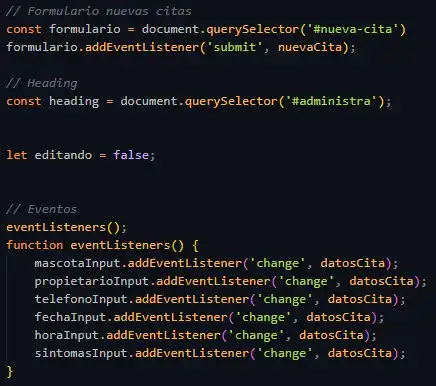 // Formulario nuevas citas
const formulario = document.querySelector('#nueva-cita')
formulario.addEventListener('submit', nuevaCita);
// Heading
const heading = document.querySelector('#administra');
let editando = false;
// Eventos
eventListeners();
function eventListeners() {
    mascotaInput.addEventListener('change', datosCita);
    propietarioInput.addEventListener('change', datosCita);
    telefonoInput.addEventListener('change', datosCita);
    fechaInput.addEventListener('change', datosCita);
    horaInput.addEventListener('change', datosCita);
    sintomasInput.addEventListener('change', datosCita);
}